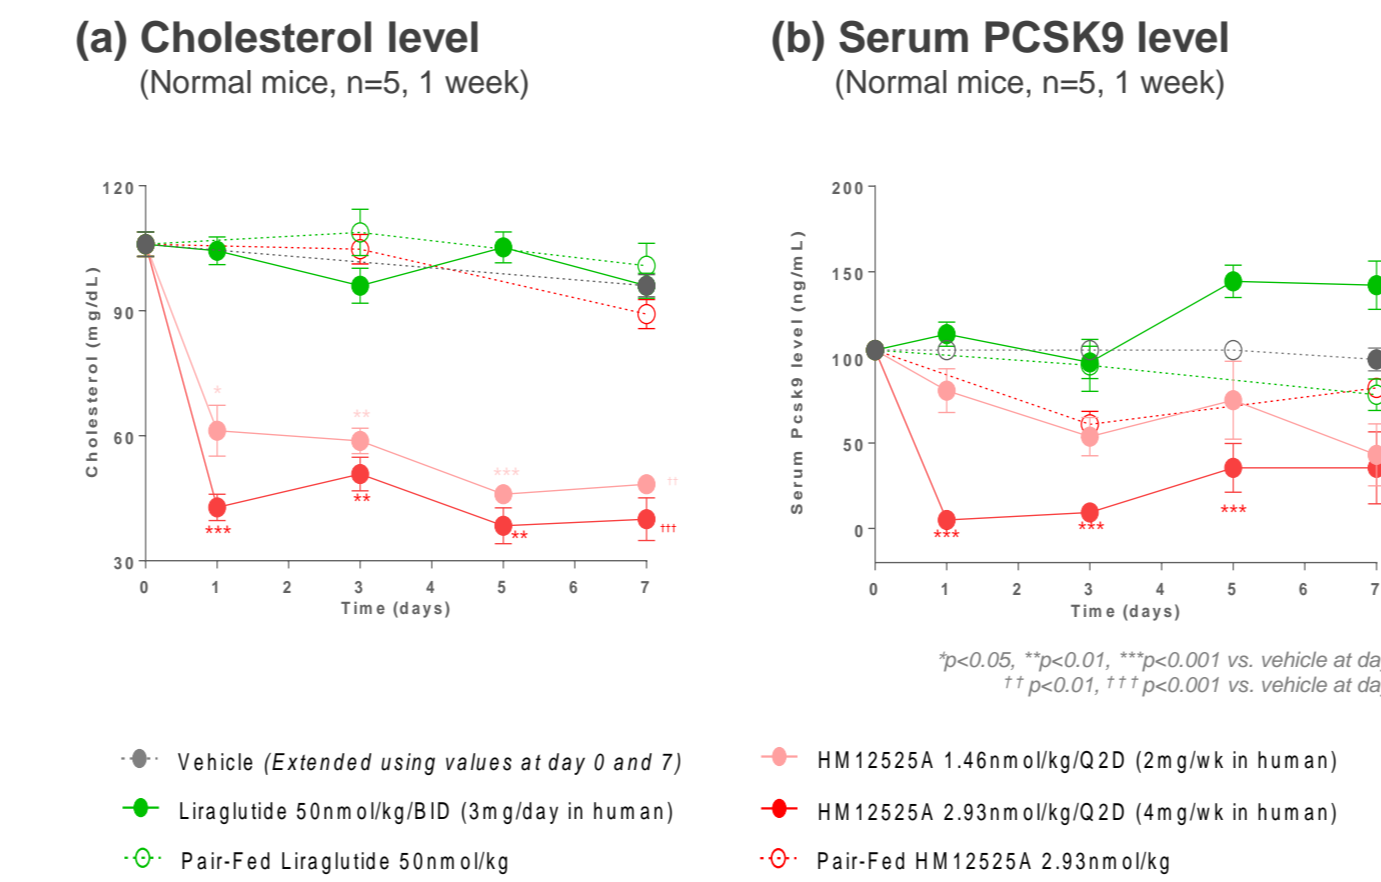 (a) Cholesterol level
(Normal mice, n=5, 1 week)
120
90
60
30
Cholesterol (mg/dL)
*
***
**
**
***
**
††
†††
0 1 2 3 4 5 6 7
Time (days)
(b) Serum PCSK9 level
(Normal mice, n=5, 1 week)
200
150
100
50
0
Serum Pcsk9 level (ng/mL)
***
***
***
0 1 2 3 4 5 6 7
Time (days)
*p<0.05, **p<0.01, ***p<0.001 vs. vehicle at
†† p<0.01, ††† p<0.001 vs. vehicle at
Vehicle (Extended using values at day 0 and 7)
Liraglutide 50nmol/kg/BID (3mg/day in human)
Pair-Fed Liraglutide 50nmol/kg
HM12525A 1.46nmol/kg/Q2D (2mg/wk in human)
HM12525A 2.93nmol/kg/Q2D (4mg/wk in human)
Pair-Fed HM12525A 2.93nmol/kg